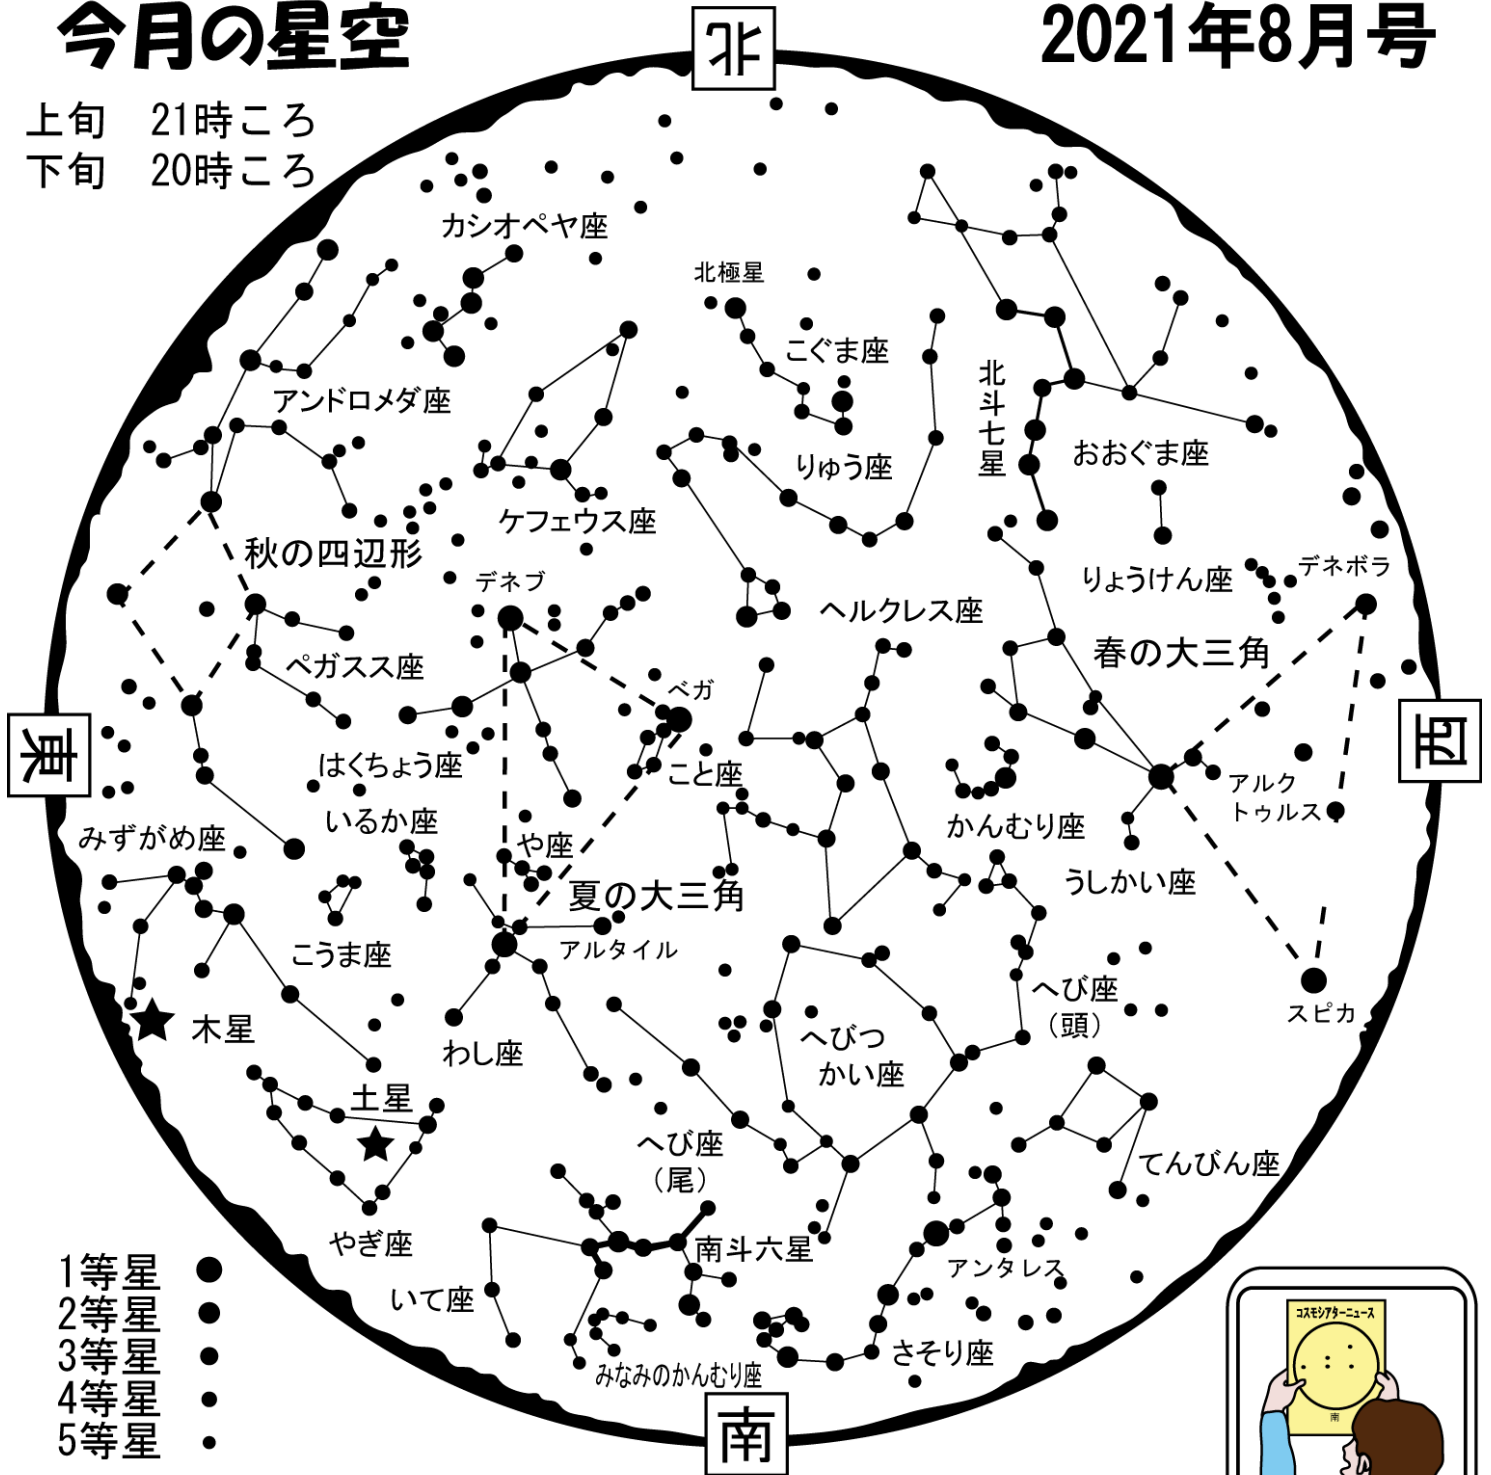 今月の星空
2021年8月号
上旬 21時ころ
下旬 20時ころ
北
カシオペヤ座
北極星
こぐま座
アンドロメダ座
北斗七星
おおぐま座
りゅう座
ケフェウス座
秋の四辺形
デネブ
りょうけん座
デネボラ
ヘルクレス座
春の大三角
ペガスス座
ベガ
東
西
はくちょう座
こと座
アルク
トゥルス
いるか座
みずがめ座
や座
かんむり座
うしかい座
夏の大三角
こうま座
アルタイル
へび座
(頭)
スピカ
木星
わし座
へびつ
かい座
土星
へび座
(尾)
てんびん座
やぎ座
南斗六星
アンタレス
いて座
さそり座
みなみのかんむり座
南
1等星
2等星
3等星
4等星
5等星
コスモシアターニュース
南